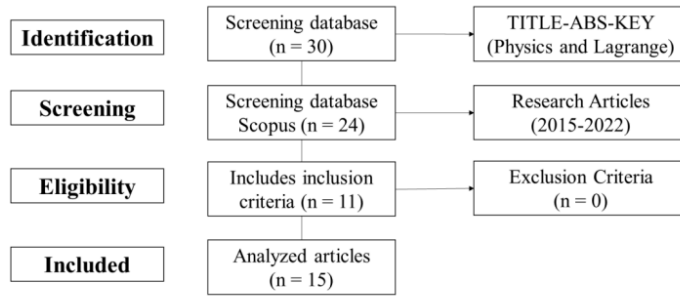 Identification
Screening database
(n = 30)
TITLE-ABS-KEY
(Physics and Lagrange)
Screening
Screening database
Scopus (n = 24)
Research Articles
(2015-2022)
Eligibility
Includes inclusion
criteria (n = 11)
Exclusion Criteria
(n = 0)
Included
Analyzed articles
(n = 15)